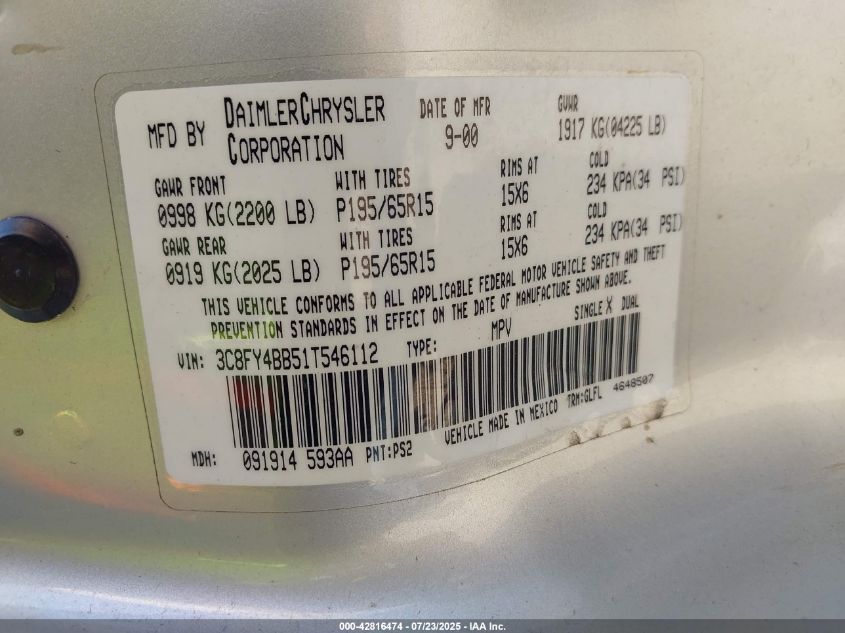 MFD BY DAIMLERCHRYSLER CORPORATION
DATE OF MFR 9-00
GVWR 1917 KG(04225 LB)
GAWR FRONT WITH TIRES RIMS AT COLD
0998 KG(2200 LB) P195/65R15 15X6 234 KPA(34 PSI)
GAWR REAR WITH TIRES RIMS AT COLD
0919 KG(2025 LB) P195/65R15 15X6 234 KPA(34 PSI)
THIS VEHICLE CONFORMS TO ALL APPLICABLE FEDERAL MOTOR VEHICLE SAFETY AND THEFT
PREVENTION STANDARDS IN EFFECT ON THE DATE OF MANUFACTURE SHOWN ABOVE.
VIN: 3C8FY4BB51T546112 TYPE: MPV SINGLE X DUAL
MDH: 091914 593AA PNT:PS2 VEHICLE MADE IN MEXICO TRM:GLFL 4648507
000-42816474 - 07/23/2025 - IAA Inc.